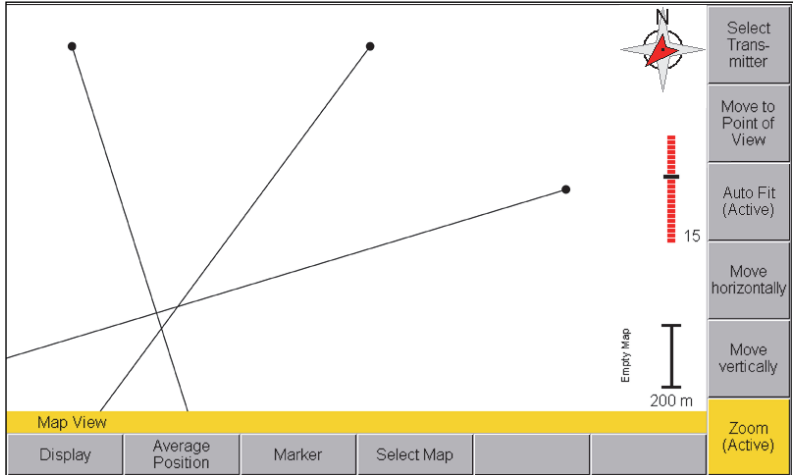 N
15
Empty Map
200 m
Select
Trans-
mitter
Move to
Point of
View
Auto Fit
(Active)
Move
horizontally
Move
vertically
Zoom
(Active)
Map View
Display
Average
Position
Marker
Select Map